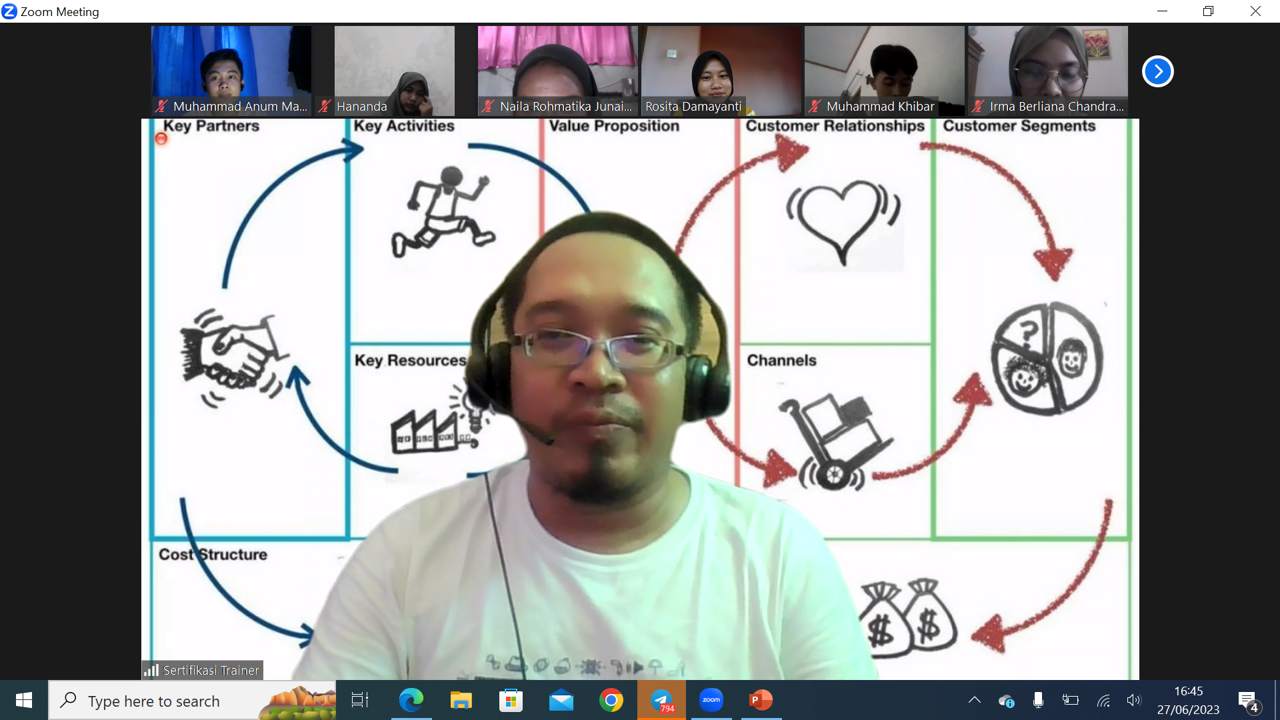 Zoom Meeting
Muhammad Anum Ma...
Hananda
Naila Rohmatika Junai...
Rosita Damayanti
Muhammad Khibar
Irma Berliana Chandra...
Key Partners
Key Activities
Value Proposition
Customer Relationships
Customer Segments
?
Key Resources
Channels
Cost Structure
$ $
Sertifikasi Trainer
Type here to search
794
zoom
P
16:45
27/06/2023
4